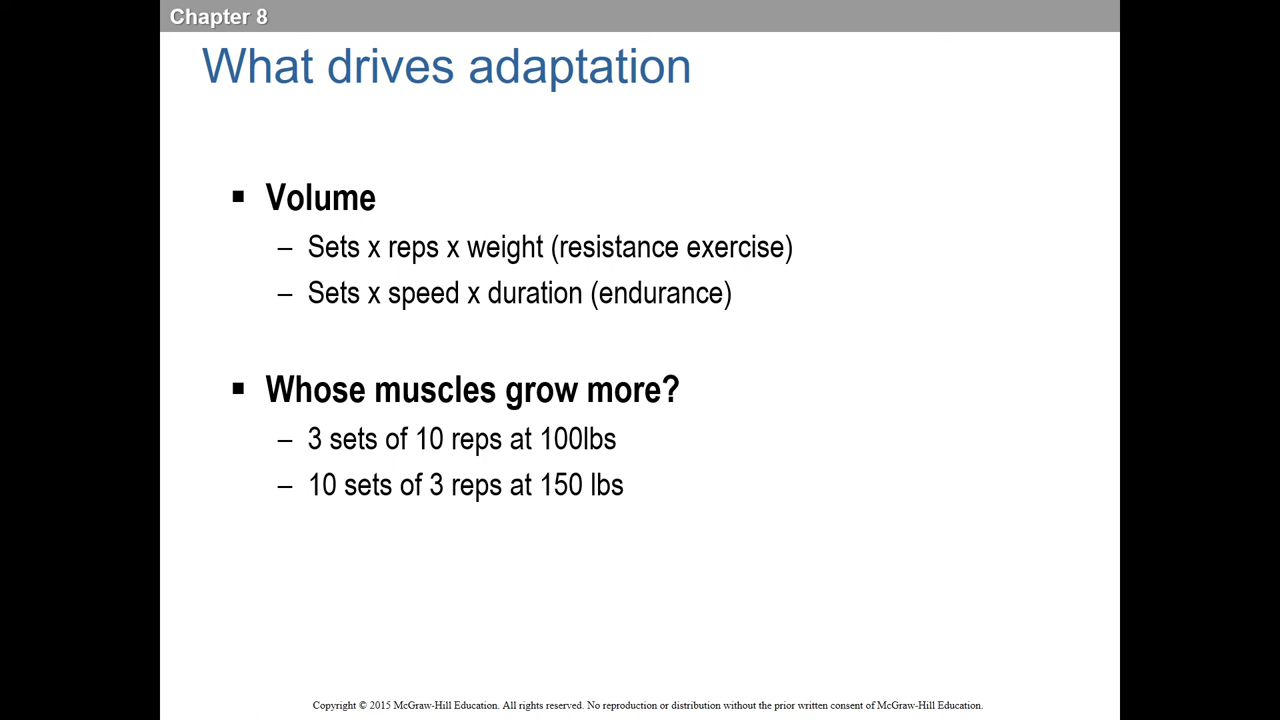 Chapter 8
What drives adaptation
▪ Volume
– Sets x reps x weight (resistance exercise)
– Sets x speed x duration (endurance)
▪ Whose muscles grow more?
– 3 sets of 10 reps at 100lbs
– 10 sets of 3 reps at 150 lbs
Copyright © 2015 McGraw-Hill Education. All rights reserved. No reproduction or distribution without the prior written consent of McGraw-Hill Education.